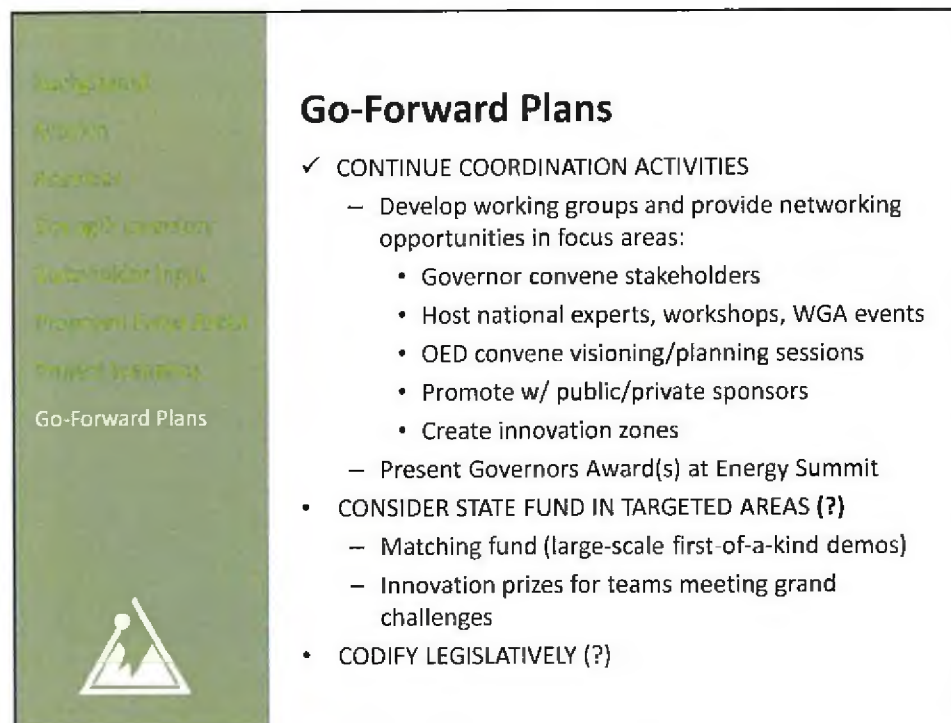 Go-Forward Plans
Go-Forward Plans
✓ CONTINUE COORDINATION ACTIVITIES
– Develop working groups and provide networking
opportunities in focus areas:
• Governor convene stakeholders
• Host national experts, workshops, WGA events
• OED convene visioning/planning sessions
• Promote w/ public/private sponsors
• Create innovation zones
– Present Governors Award(s) at Energy Summit
• CONSIDER STATE FUND IN TARGETED AREAS (?)
– Matching fund (large-scale first-of-a-kind demos)
– Innovation prizes for teams meeting grand
challenges
• CODIFY LEGISLATIVELY (?)